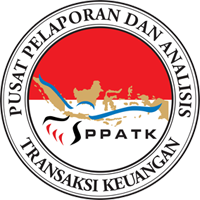 PUSAT PELAPORAN DAN ANALISIS
PPATK
TRANSAKSI KEUANGAN